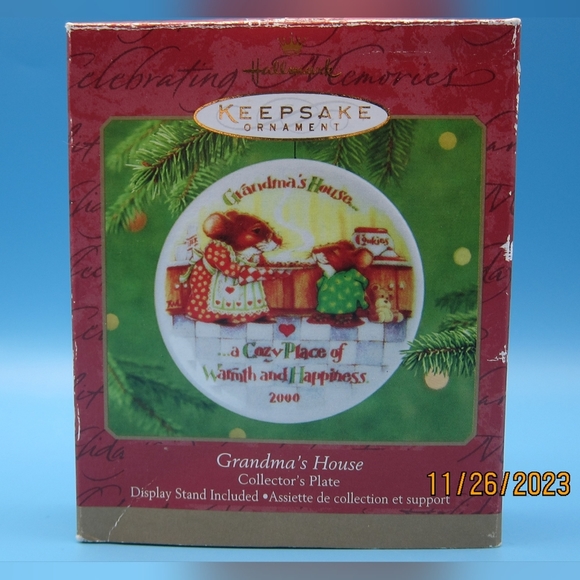 Celebrating Memories
Hallmark
KEEPSAKE
ORNAMENT
Grandma's House...
Cookies
...a Cozy Place of
Warmth and Happiness.
2000
Grandma's House
Collector's Plate
Display Stand Included • Assiette de collection et support
11/26/2023